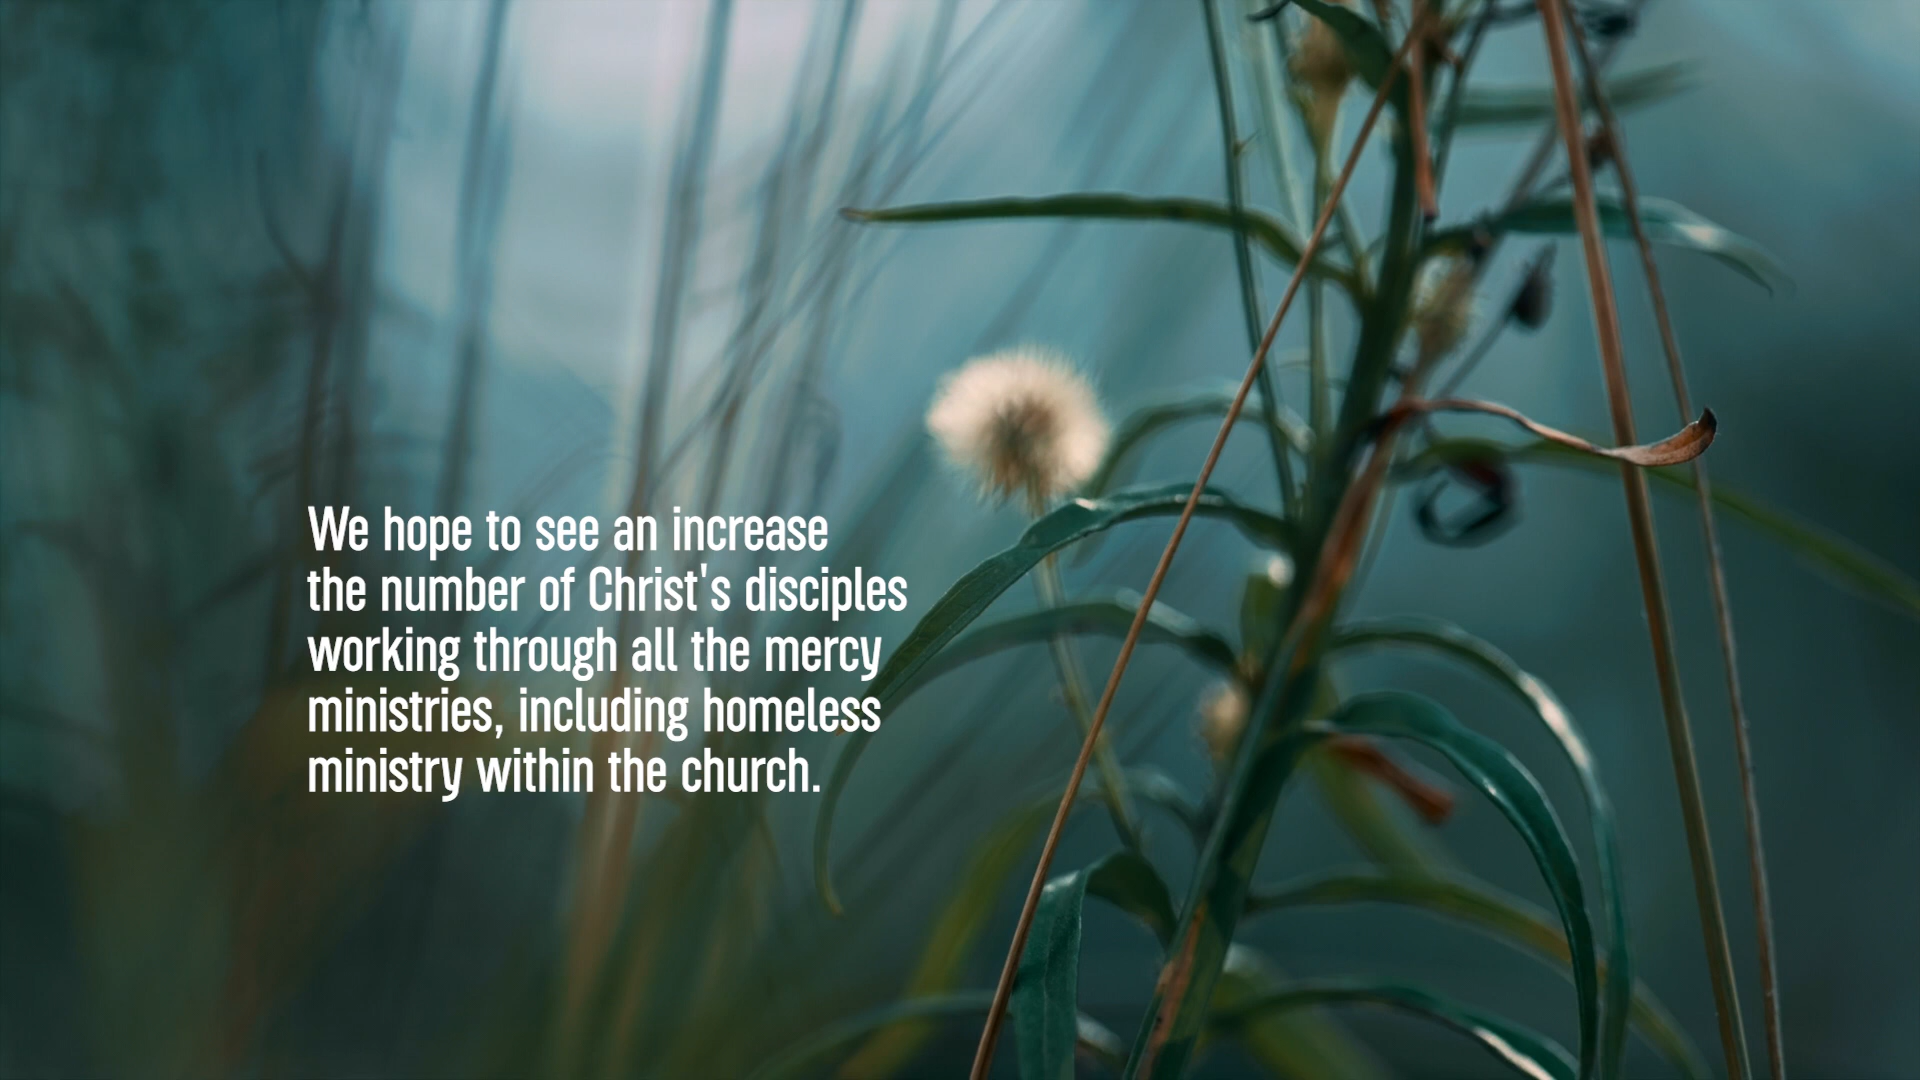 We hope to see an increase
the number of Christ's disciples
working through all the mercy
ministries, including homeless
ministry within the church.